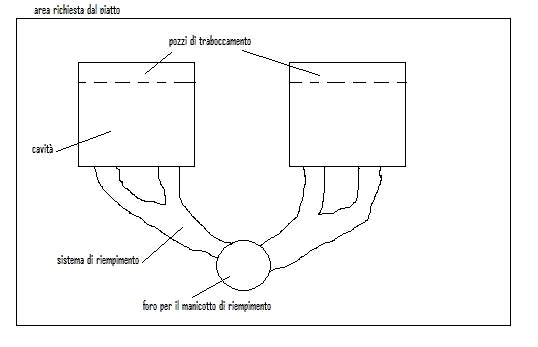 area richiesta dal piatto
pozzi di traboccamento
cavità
sistema di riempimento
foro per il manicotto di riempimento